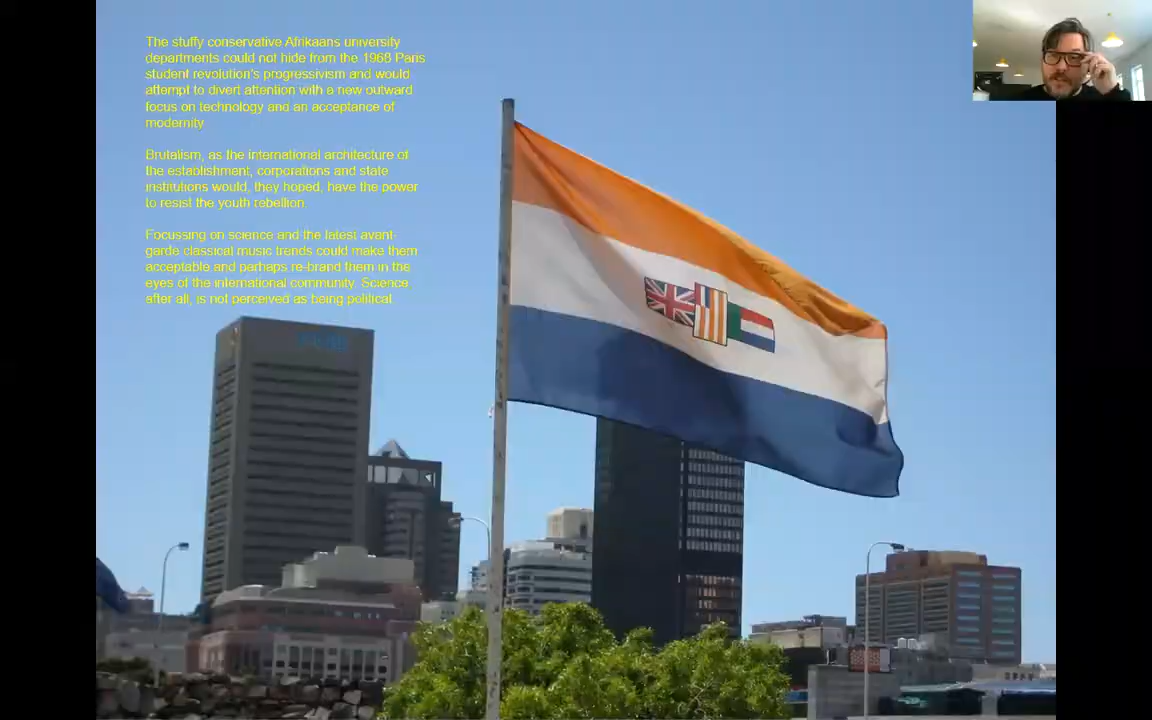 The stuffy conservative Afrikaans university
departments could not hide from the 1968 Paris
student revolution's progressivism and would
attempt to divert attention with a new outward
focus on technology and an acceptance of
modernity
Brutalism, as the international architecture of
the establishment, corporations and state
institutions would, they hoped, have the power
to resist the youth rebellion.
Focussing on science and the latest avant-
garde classical music trends could make them
acceptable and perhaps re-brand them in the
eyes of the international community. Science
after all, is not perceived as being political.